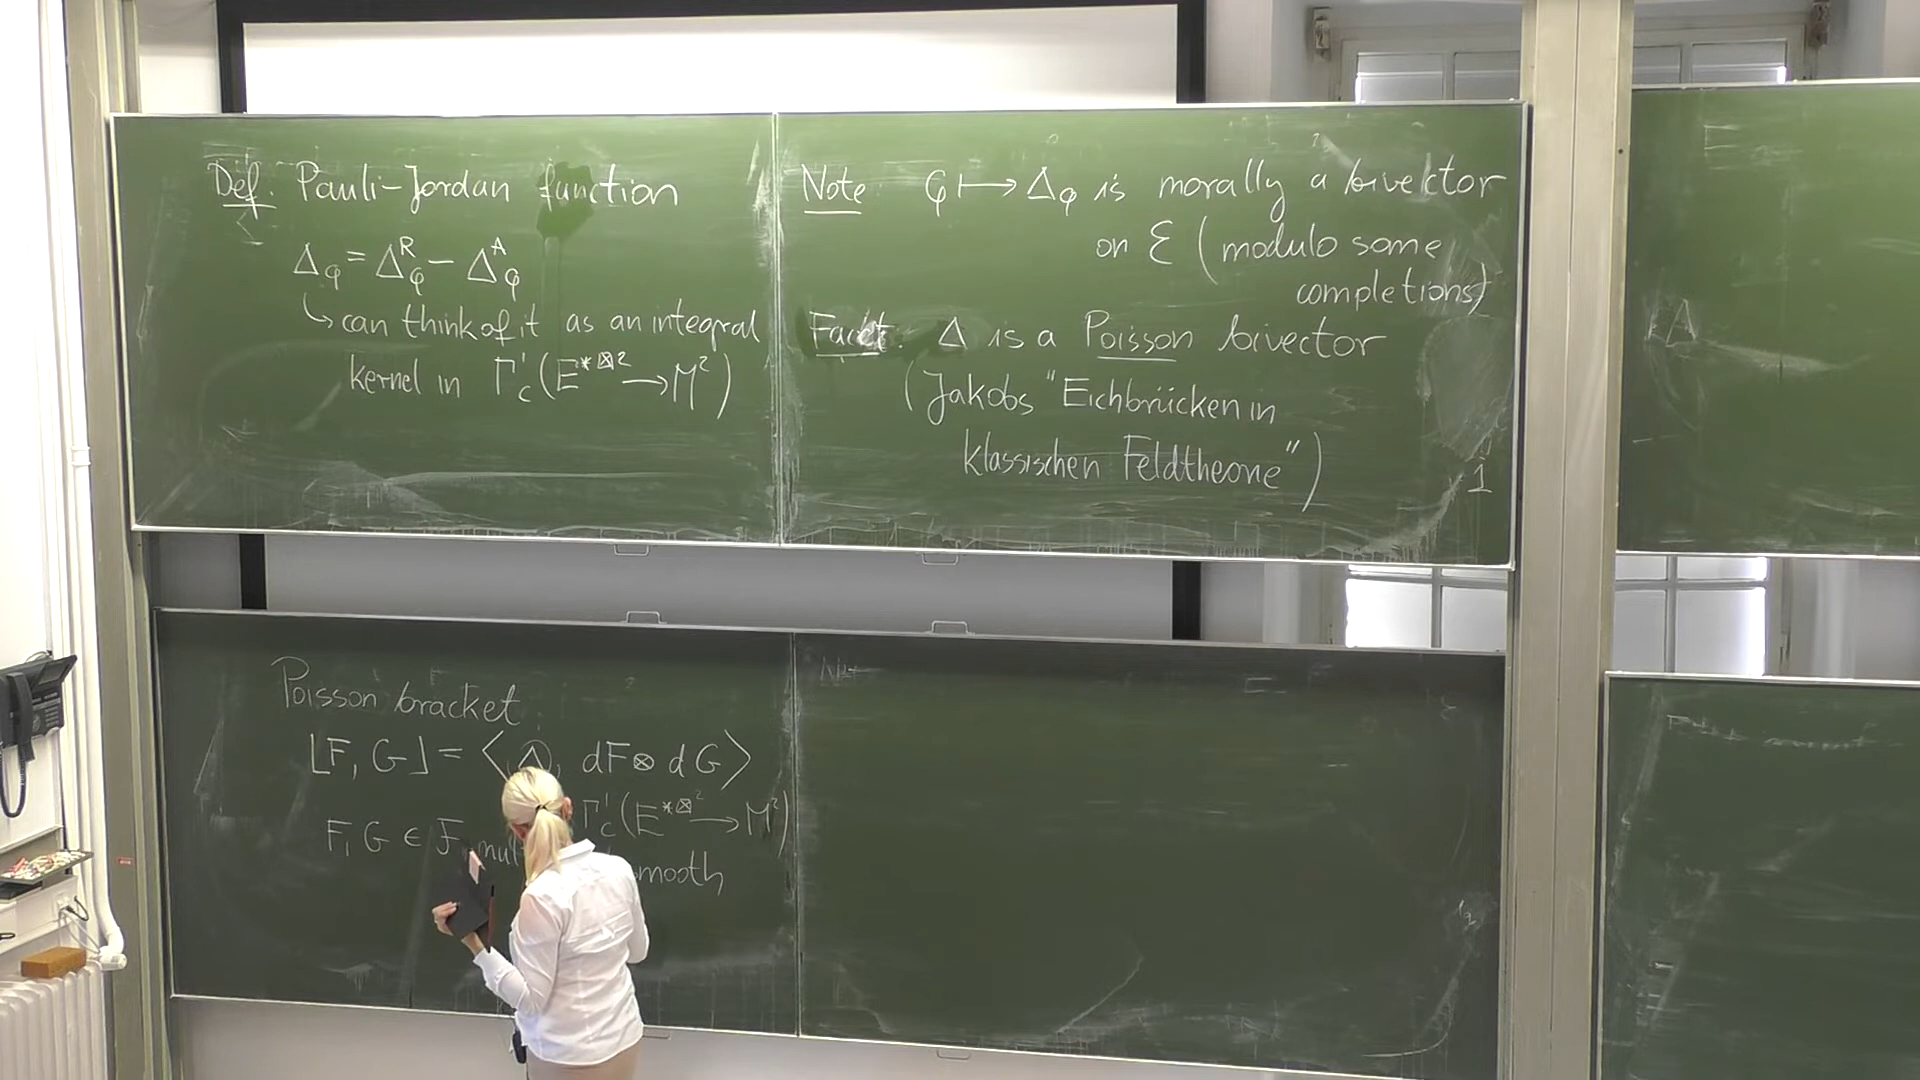 Def. Pauli-Jordan function
Δ_φ = Δ^R_φ − Δ^A_φ
↳ can think of it as an integral
kernel in Γ'_c(E^{*⊠2} → M²)
Note φ ↦ Δ_φ is morally a bivector
on ℰ (modulo some
completions)
Fact: Δ is a Poisson bivector
(Jakobs "Eichbrücken in
klassischen Feldtheorie")
1
Poisson bracket
⌊F, G⌋ = ⟨Δ, dF ⊗ dG⟩
Γ'_c(E^{*⊠2} → M²)
F, G ∈ F
smooth